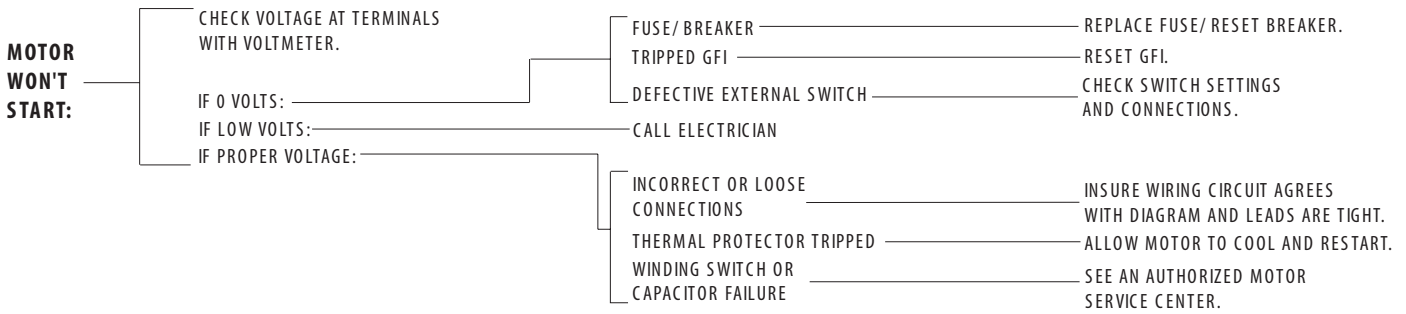 MOTOR
WON'T
START:
CHECK VOLTAGE AT TERMINALS
WITH VOLTMETER.
IF 0 VOLTS:
FUSE/ BREAKER
REPLACE FUSE/ RESET BREAKER.
TRIPPED GFI
RESET GFI.
DEFECTIVE EXTERNAL SWITCH
CHECK SWITCH SETTINGS
AND CONNECTIONS.
IF LOW VOLTS:
CALL ELECTRICIAN
IF PROPER VOLTAGE:
INCORRECT OR LOOSE
CONNECTIONS
INSURE WIRING CIRCUIT AGREES
WITH DIAGRAM AND LEADS ARE TIGHT.
THERMAL PROTECTOR TRIPPED
ALLOW MOTOR TO COOL AND RESTART.
WINDING SWITCH OR
CAPACITOR FAILURE
SEE AN AUTHORIZED MOTOR
SERVICE CENTER.